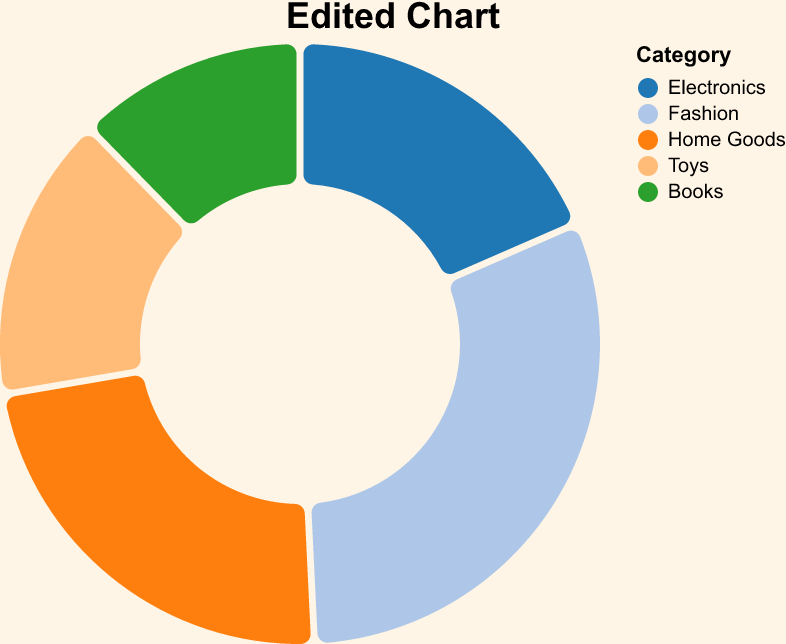 Edited Chart
Category
Electronics
Fashion
Home Goods
Toys
Books